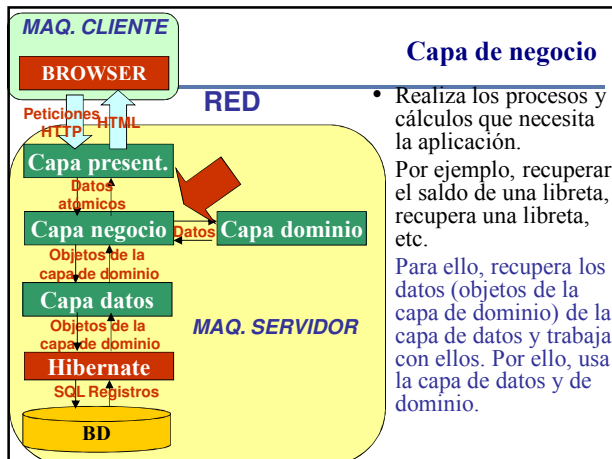 MAQ. CLIENTE
BROWSER
Peticiones
HTTP
HTML
RED
Capa present.
Datos
atómicos
Capa negocio
Datos
Capa dominio
Objetos de la
capa de dominio
Capa datos
Objetos de la
capa de dominio
MAQ. SERVIDOR
Hibernate
SQL
Registros
BD
Capa de negocio
• Realiza los procesos y
cálculos que necesita
la aplicación.
Por ejemplo, recuperar
el saldo de una libreta,
recupera una libreta,
etc.
Para ello, recupera los
datos (objetos de la
capa de dominio) de la
capa de datos y trabaja
con ellos. Por ello, usa
la capa de datos y de
dominio.